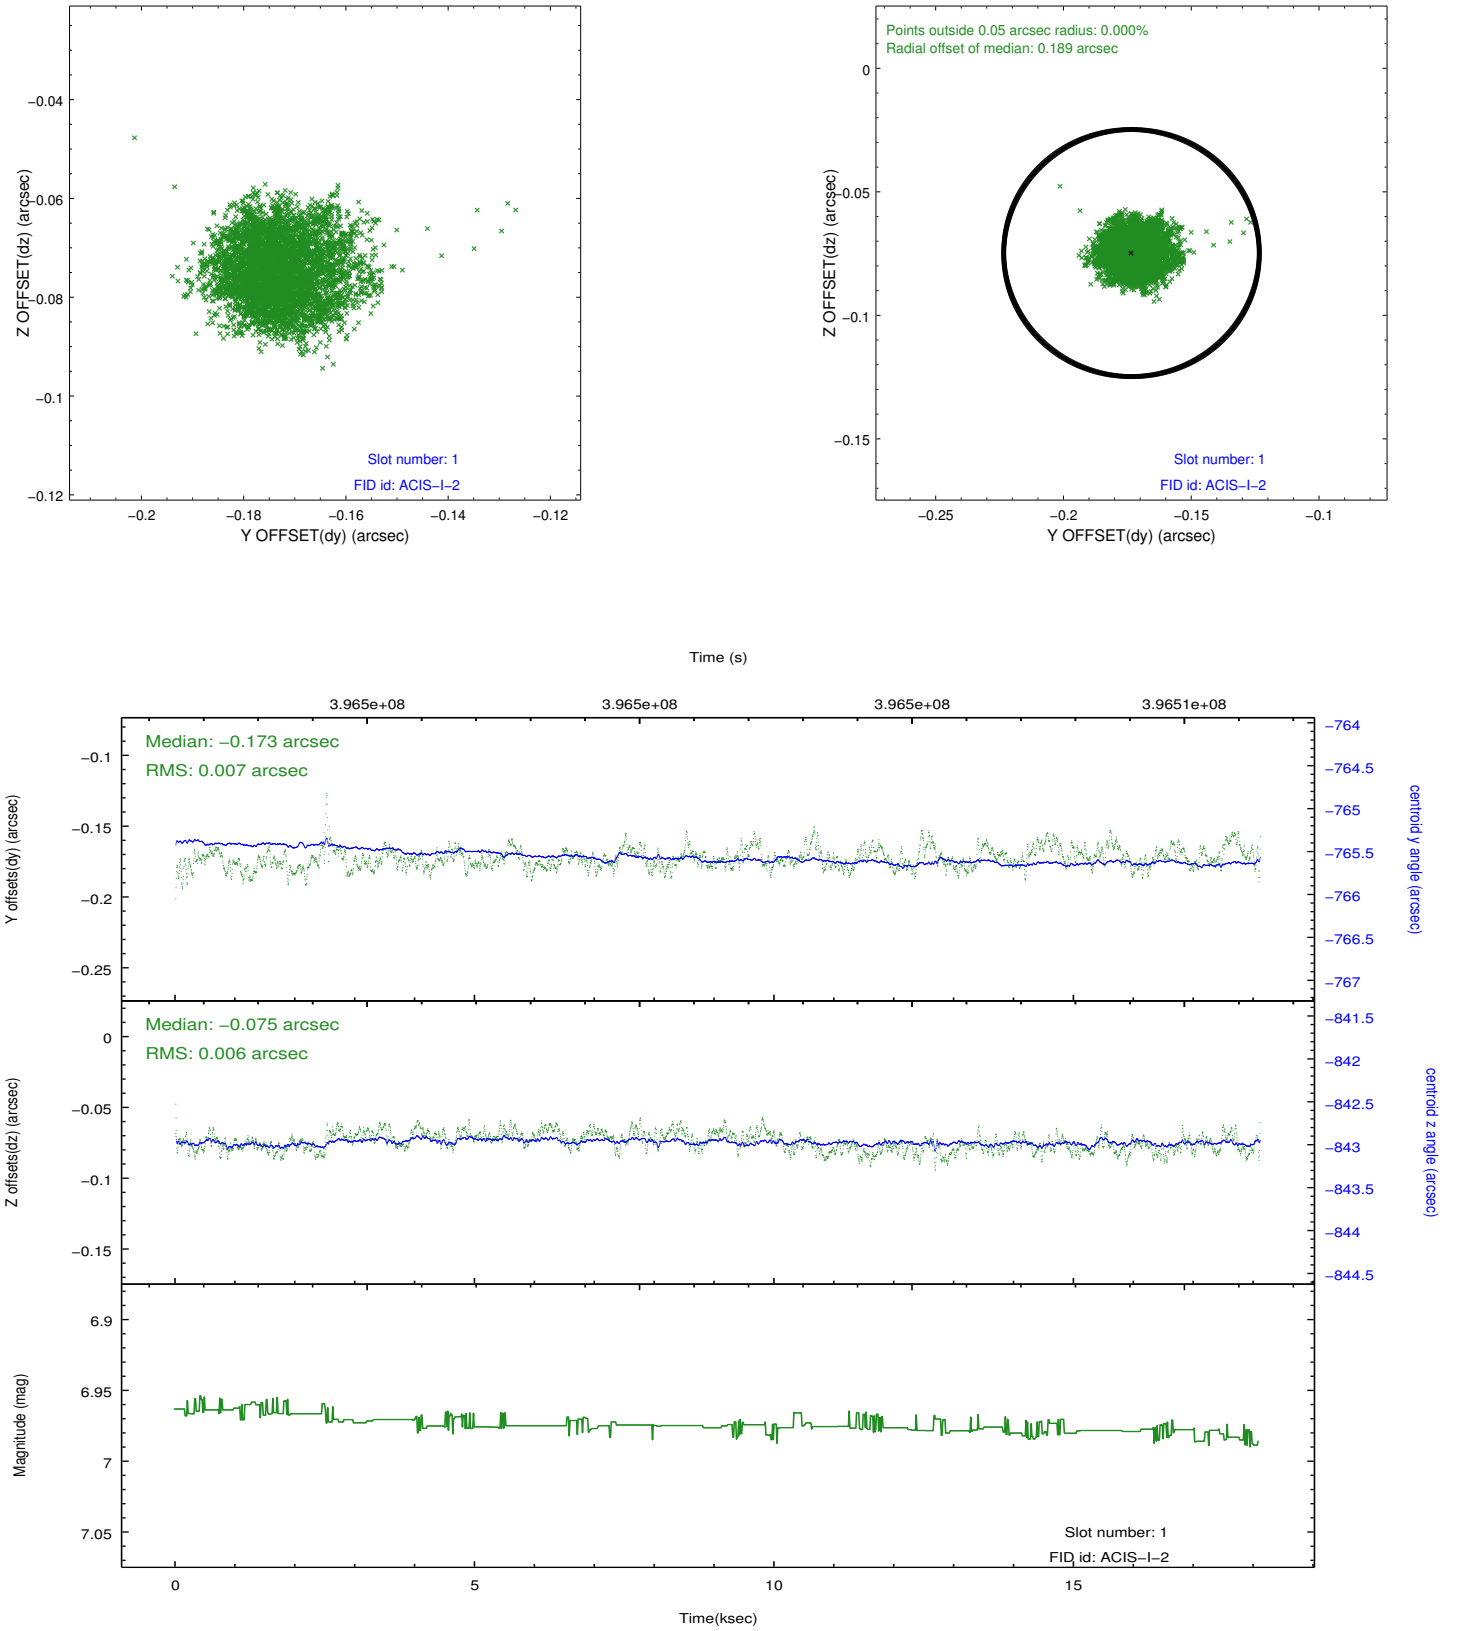 −0.04
−0.06
−0.08
−0.1
−0.12
Z OFFSET(dz) (arcsec)
Slot number: 1
FID id: ACIS−I−2
−0.2
−0.18
−0.16
−0.14
−0.12
Y OFFSET(dy) (arcsec)
Points outside 0.05 arcsec radius: 0.000%
Radial offset of median: 0.189 arcsec
0
−0.05
−0.1
−0.15
Z OFFSET(dz) (arcsec)
Slot number: 1
FID id: ACIS−I−2
−0.25
−0.2
−0.15
−0.1
Y OFFSET(dy) (arcsec)
Time (s)
3.965e+08
3.965e+08
3.965e+08
3.9651e+08
Median: −0.173 arcsec
RMS: 0.007 arcsec
−0.1
−0.15
−0.2
−0.25
Y offsets(dy) (arcsec)
−764
−764.5
−765
−765.5
−766
−766.5
−767
centroid y angle (arcsec)
Median: −0.075 arcsec
RMS: 0.006 arcsec
0
−0.05
−0.1
−0.15
Z offsets(dz) (arcsec)
−841.5
−842
−842.5
−843
−843.5
−844
−844.5
centroid z angle (arcsec)
6.9
6.95
7
7.05
Magnitude (mag)
Slot number: 1
FID id: ACIS−I−2
0
5
10
15
Time(ksec)